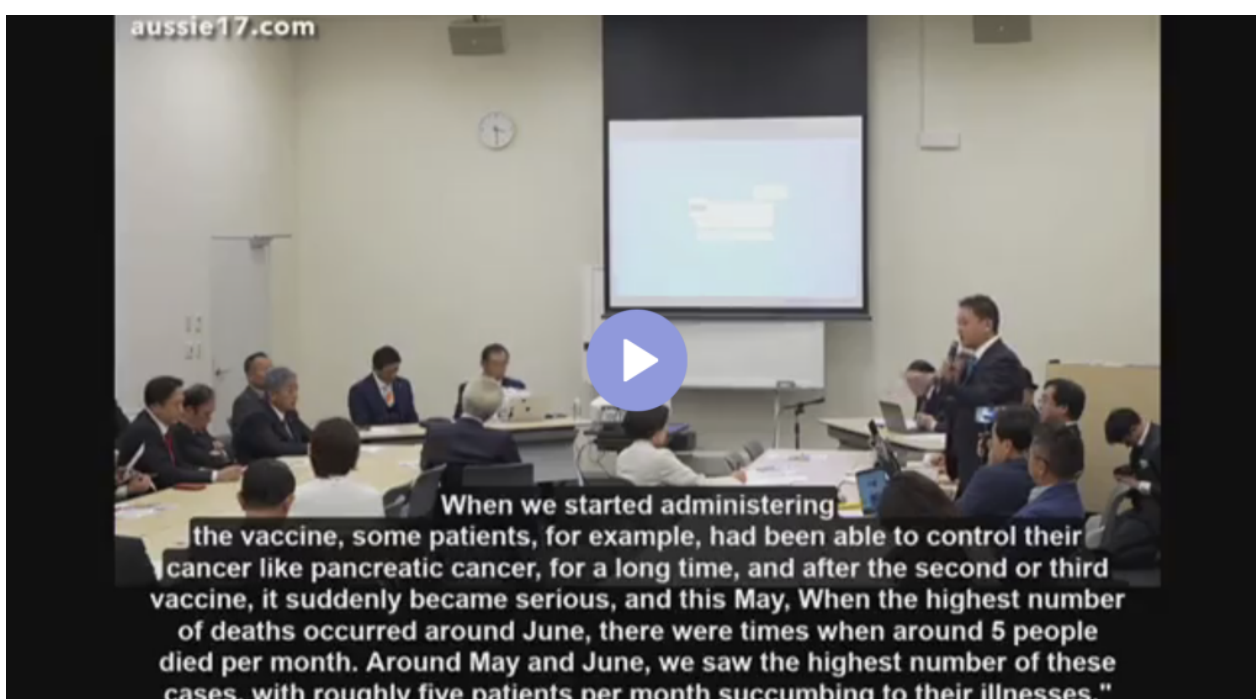 aussie17.com
When we started administering
the vaccine, some patients, for example, had been able to control their
cancer like pancreatic cancer, for a long time, and after the second or third
vaccine, it suddenly became serious, and this May, When the highest number
of deaths occurred around June, there were times when around 5 people
died per month. Around May and June, we saw the highest number of these
cases, with roughly five patients per month succumbing to their illnesses."